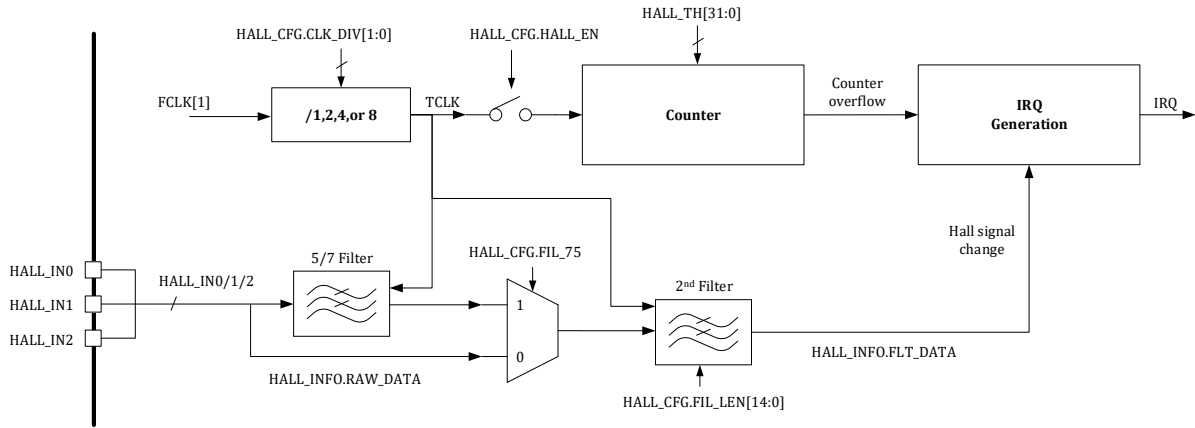 HALL_TH[31:0]
HALL_CFG.CLK_DIV[1:0]
HALL_CFG.HALL_EN
FCLK[1]
/1,2,4,or 8
TCLK
Counter
Counter
overflow
IRQ
Generation
IRQ
Hall signal
change
5/7 Filter
HALL_CFG.FIL_75
HALL_IN0
HALL_IN1
HALL_IN2
HALL_IN0/1/2
1
0
2nd Filter
HALL_INFO.RAW_DATA
HALL_INFO.FLT_DATA
HALL_CFG.FIL_LEN[14:0]